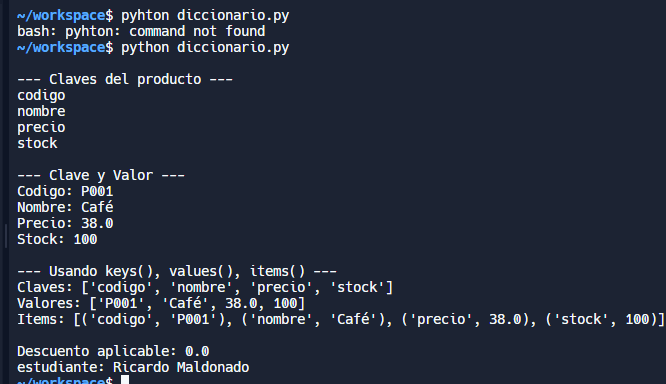 ~/workspace$ pyhton diccionario.py
bash: pyhton: command not found
~/workspace$ python diccionario.py
--- Claves del producto ---
codigo
nombre
precio
stock
--- Clave y Valor ---
Codigo: P001
Nombre: Café
Precio: 38.0
Stock: 100
--- Usando keys(), values(), items() ---
Claves: ['codigo', 'nombre', 'precio', 'stock']
Valores: ['P001', 'Café', 38.0, 100]
Items: [('codigo', 'P001'), ('nombre', 'Café'), ('precio', 38.0), ('stock', 100)]
Descuento aplicable: 0.0
estudiante: Ricardo Maldonado
~/workspace$